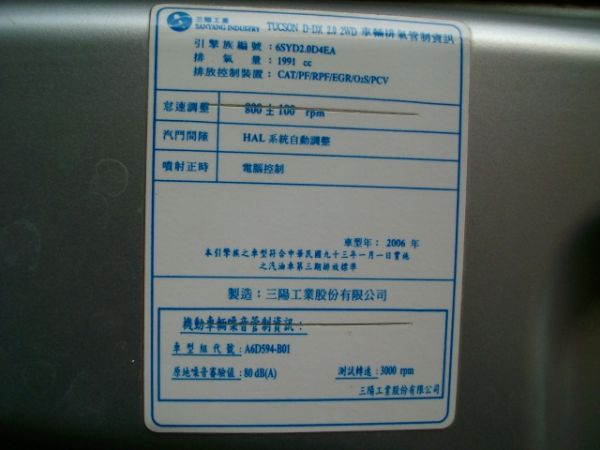 三陽工業
SANYANG INDUSTRY
TUCSON D-DX 2.0 2WD 車輛排氣管制資訊
引擎族編號：6SYD2.0D4EA
排氣量：1991 cc
排放控制裝置：CAT/PF/RPF/EGR/O2S/PCV
怠速調整 800 ± 100 rpm
汽門間隙 HAL 系統自動調整
噴射正時 電腦控制
車型年：2006 年
本引擎族之車型符合中華民國九十三年一月一日實施
之汽油車第三期排放標準
製造：三陽工業股份有限公司
機動車輛噪音管制資訊：
車型組代號：A6D594-B01
原地噪音審驗值：80 dB(A) 測試轉速：3000 rpm
三陽工業股份有限公司